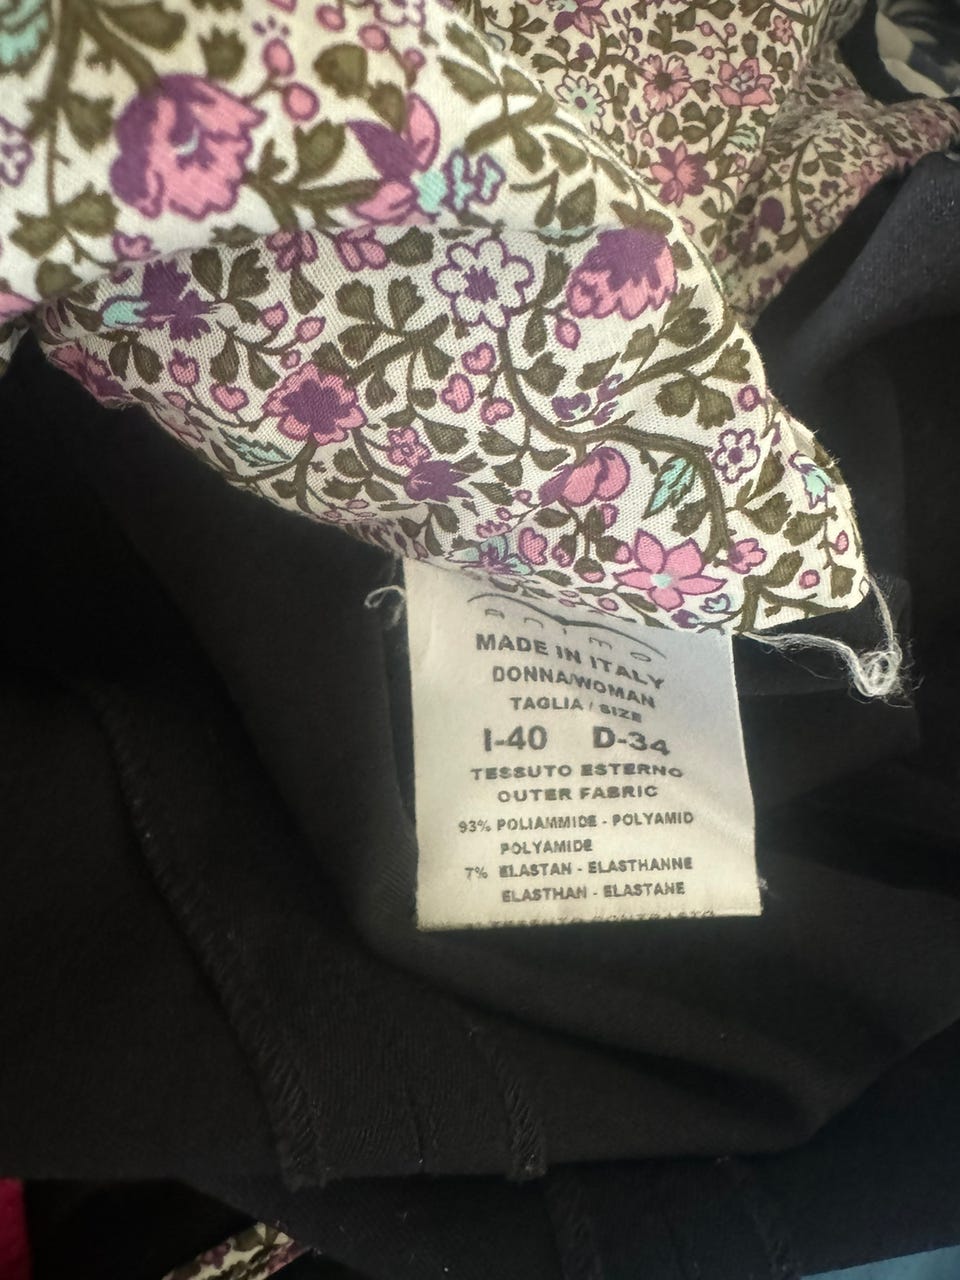 animo
MADE IN ITALY
DONNA/WOMAN
TAGLIA / SIZE
I-40 D-34
TESSUTO ESTERNO
OUTER FABRIC
93% POLIAMMIDE - POLYAMID
POLYAMIDE
7% ELASTAN - ELASTHANNE
ELASTHAN - ELASTANE